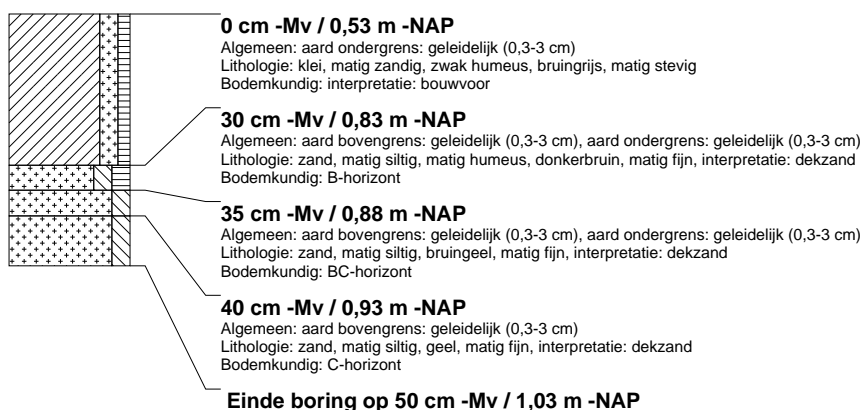 0 cm -Mv / 0,53 m -NAP
Algemeen: aard ondergrens: geleidelijk (0,3-3 cm)
Lithologie: klei, matig zandig, zwak humeus, bruingrijs, matig stevig
Bodemkundig: interpretatie: bouwvoor
30 cm -Mv / 0,83 m -NAP
Algemeen: aard bovengrens: geleidelijk (0,3-3 cm), aard ondergrens: geleidelijk (0,3-3 cm)
Lithologie: zand, matig siltig, matig humeus, donkerbruin, matig fijn, interpretatie: dekzand
Bodemkundig: B-horizont
35 cm -Mv / 0,88 m -NAP
Algemeen: aard bovengrens: geleidelijk (0,3-3 cm), aard ondergrens: geleidelijk (0,3-3 cm)
Lithologie: zand, matig siltig, bruingeel, matig fijn, interpretatie: dekzand
Bodemkundig: BC-horizont
40 cm -Mv / 0,93 m -NAP
Algemeen: aard bovengrens: geleidelijk (0,3-3 cm)
Lithologie: zand, matig siltig, geel, matig fijn, interpretatie: dekzand
Bodemkundig: C-horizont
Einde boring op 50 cm -Mv / 1,03 m -NAP